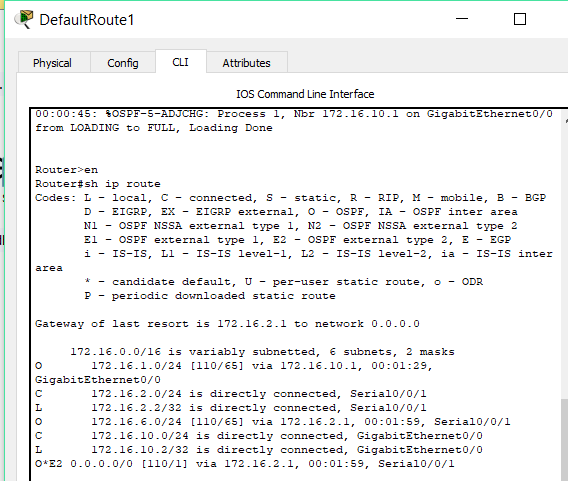 DefaultRoute1
Physical Config CLI Attributes
IOS Command Line Interface
00:00:45: %OSPF-5-ADJCHG: Process 1, Nbr 172.16.10.1 on GigabitEthernet0/0
from LOADING to FULL, Loading Done
Router>en
Router#sh ip route
Codes: L - local, C - connected, S - static, R - RIP, M - mobile, B - BGP
D - EIGRP, EX - EIGRP external, O - OSPF, IA - OSPF inter area
N1 - OSPF NSSA external type 1, N2 - OSPF NSSA external type 2
E1 - OSPF external type 1, E2 - OSPF external type 2, E - EGP
i - IS-IS, L1 - IS-IS level-1, L2 - IS-IS level-2, ia - IS-IS inter
area
* - candidate default, U - per-user static route, o - ODR
P - periodic downloaded static route
Gateway of last resort is 172.16.2.1 to network 0.0.0.0
172.16.0.0/16 is variably subnetted, 6 subnets, 2 masks
O 172.16.1.0/24 [110/65] via 172.16.10.1, 00:01:29,
GigabitEthernet0/0
C 172.16.2.0/24 is directly connected, Serial0/0/1
L 172.16.2.2/32 is directly connected, Serial0/0/1
O 172.16.6.0/24 [110/65] via 172.16.2.1, 00:01:59, Serial0/0/1
C 172.16.10.0/24 is directly connected, GigabitEthernet0/0
L 172.16.10.2/32 is directly connected, GigabitEthernet0/0
O*E2 0.0.0.0/0 [110/1] via 172.16.2.1, 00:01:59, Serial0/0/1